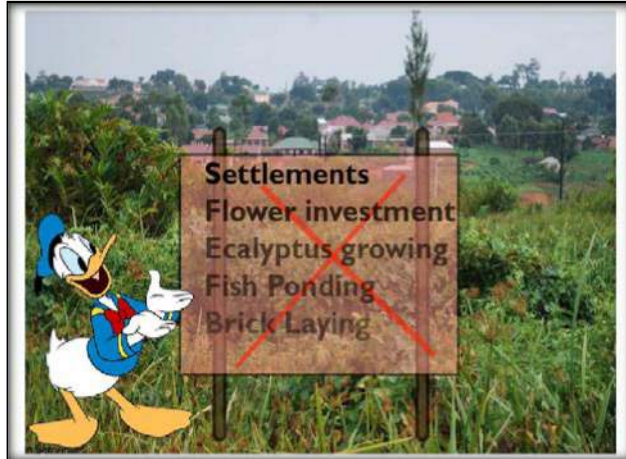 Settlements
Flower investment
Ecalyptus growing
Fish Ponding
Brick Laying